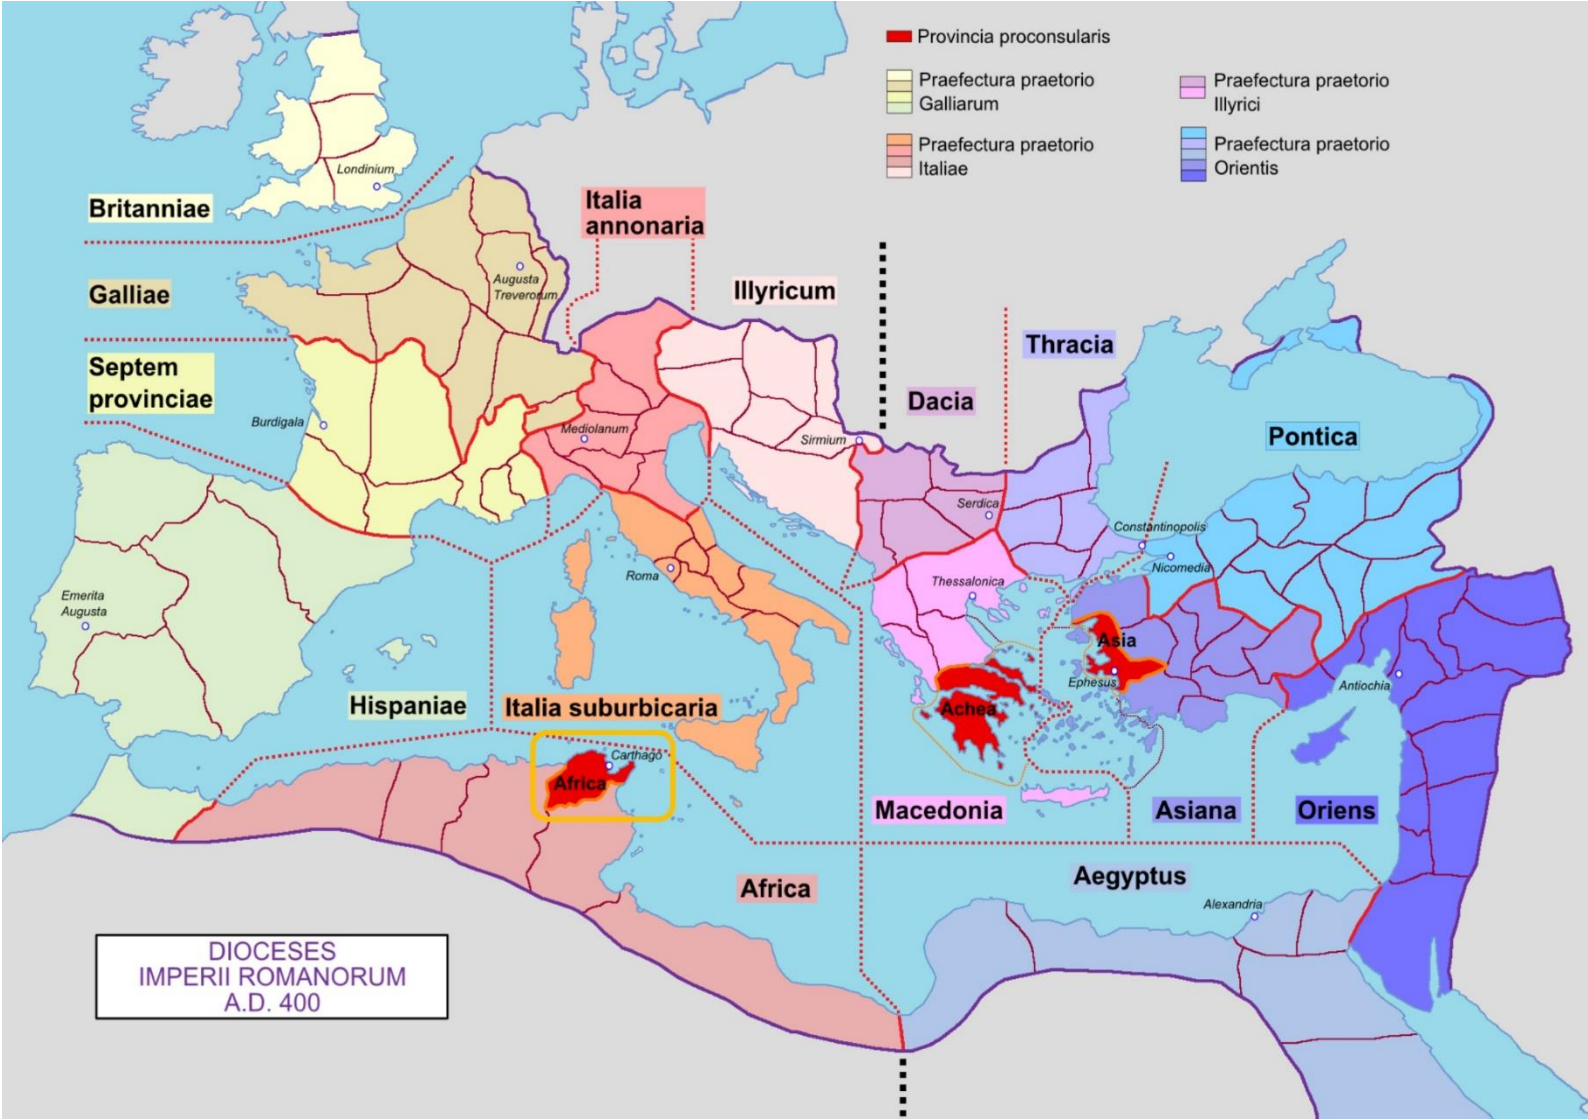 Provincia proconsularis
Praefectura praetorio
Galliarum
Praefectura praetorio
Illyrici
Praefectura praetorio
Italiae
Praefectura praetorio
Orientis
Londinium
Britanniae
Italia
annonaria
Galliae
Augusta
Treverorum
Illyricum
Thracia
Septem
provinciae
Dacia
Burdigala
Mediolanum
Sirmium
Pontica
Serdica
Constantinopolis
Nicomedia
Roma
Thessalonica
Emerita
Augusta
Asia
Ephesus
Antiochia
Hispaniae
Italia suburbicaria
Achea
Carthago
Africa
Macedonia
Asiana
Oriens
Africa
Aegyptus
Alexandria
DIOCESES
IMPERII ROMANORUM
A.D. 400